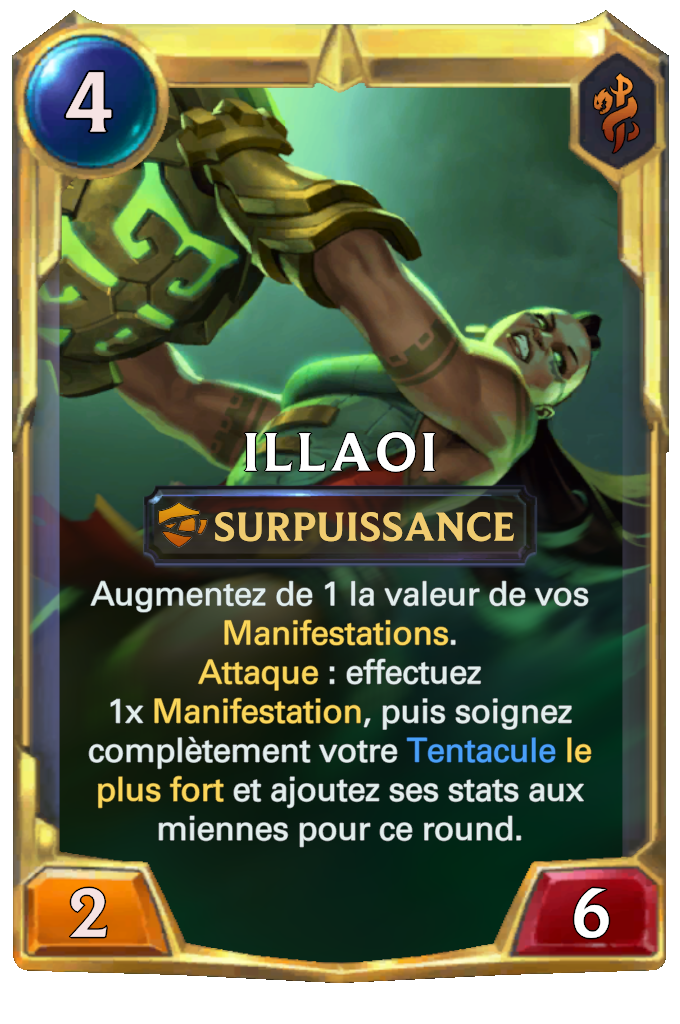 4
ILLAOI
SURPUISSANCE
Augmentez de 1 la valeur de vos
Manifestations.
Attaque : effectuez
1x Manifestation, puis soignez
complètement votre Tentacule le
plus fort et ajoutez ses stats aux
miennes pour ce round.
2
6